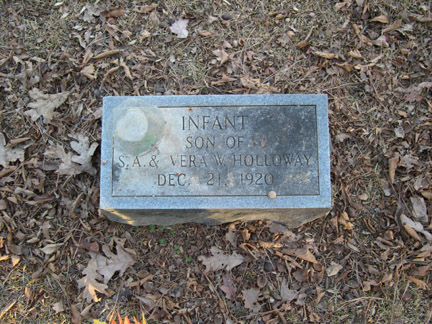 INFANT
SON OF
S.A. & VERA W. HOLLOWAY
DEC. 21, 1920